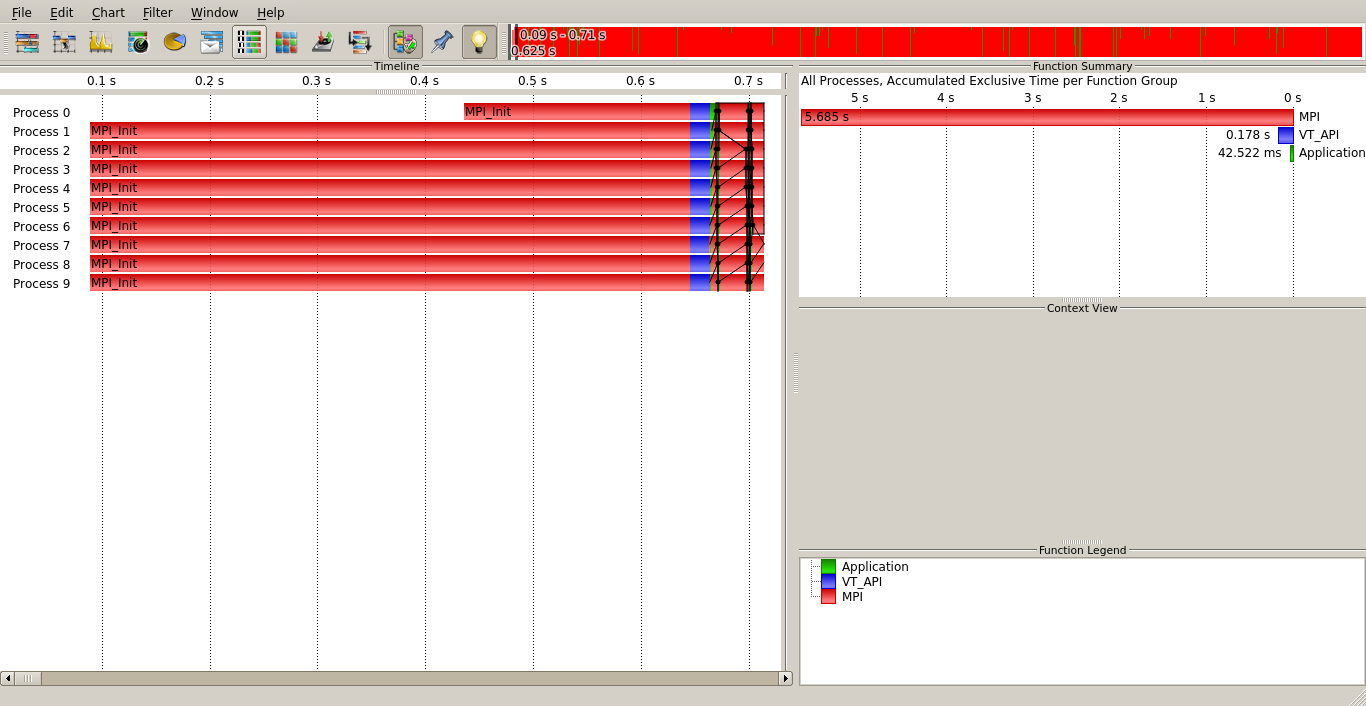 File Edit Chart Filter Window Help
0.09 s - 0.71 s
0.625 s
Timeline
0.1 s 0.2 s 0.3 s 0.4 s 0.5 s 0.6 s 0.7 s
Process 0 MPI_Init
Process 1 MPI_Init
Process 2 MPI_Init
Process 3 MPI_Init
Process 4 MPI_Init
Process 5 MPI_Init
Process 6 MPI_Init
Process 7 MPI_Init
Process 8 MPI_Init
Process 9 MPI_Init
Function Summary
All Processes, Accumulated Exclusive Time per Function Group
5 s 4 s 3 s 2 s 1 s 0 s
5.685 s MPI
0.178 s VT_API
42.522 ms Application
Context View
Function Legend
Application
VT_API
MPI